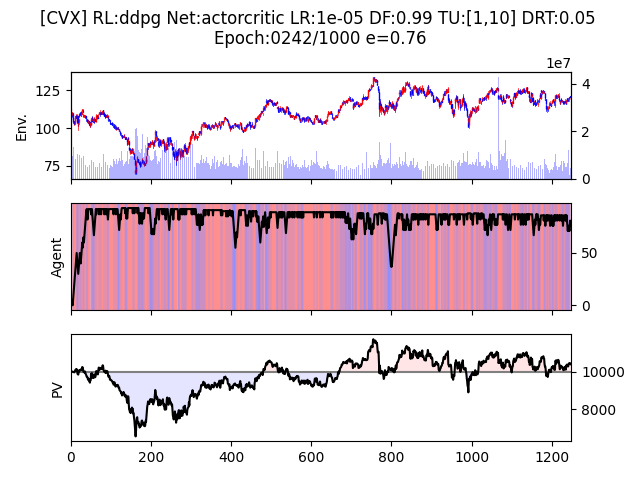 [CVX] RL:ddpg Net:actorcritic LR:1e-05 DF:0.99 TU:[1,10] DRT:0.05
Epoch:0242/1000 e=0.76
1e7
125
100
75
Env.
4
2
0
Agent
50
0
PV
10000
8000
0
200
400
600
800
1000
1200